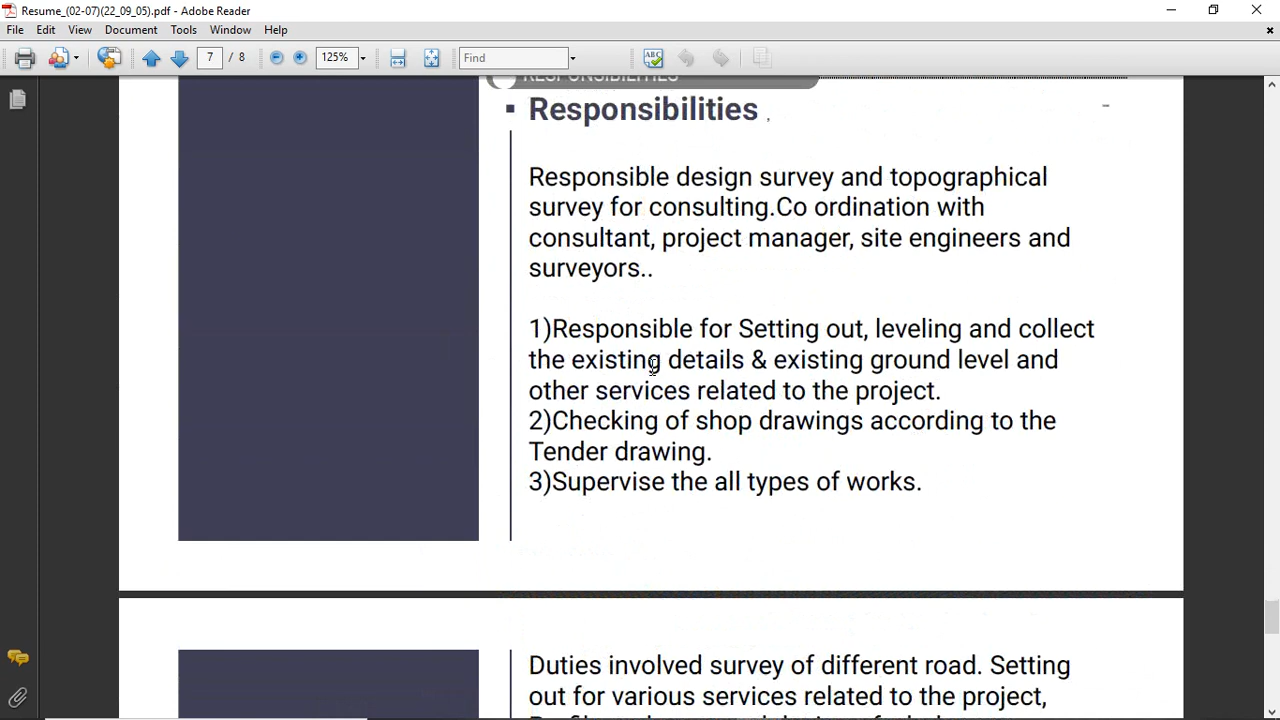 Resume_(02-07)(22_09_05).pdf - Adobe Reader
File Edit View Document Tools Window Help
7 / 8 125% Find
RESPONSIBILITIES
▪ Responsibilities ,
Responsible design survey and topographical
survey for consulting.Co ordination with
consultant, project manager, site engineers and
surveyors..
1)Responsible for Setting out, leveling and collect
the existing details & existing ground level and
other services related to the project.
2)Checking of shop drawings according to the
Tender drawing.
3)Supervise the all types of works.
Duties involved survey of different road. Setting
out for various services related to the project,